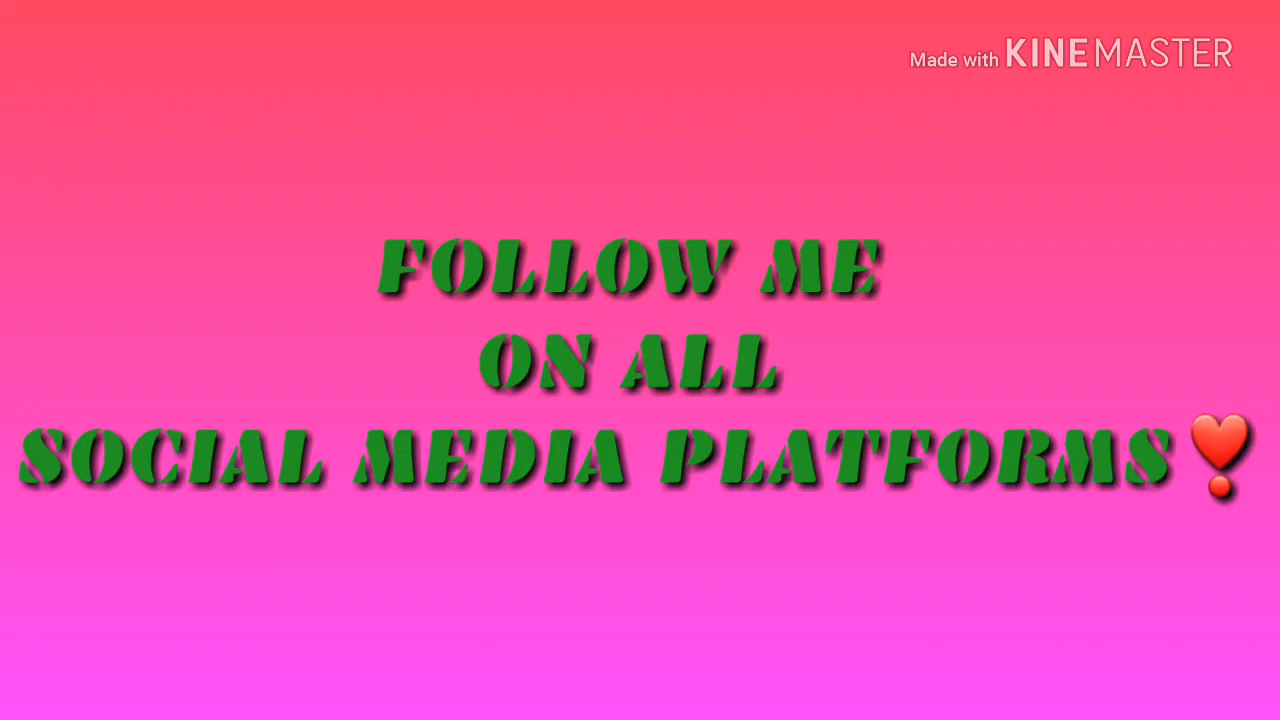 Made with KINEMASTER
FOLLOW ME
ON ALL
SOCIAL MEDIA PLATFORMS❣️